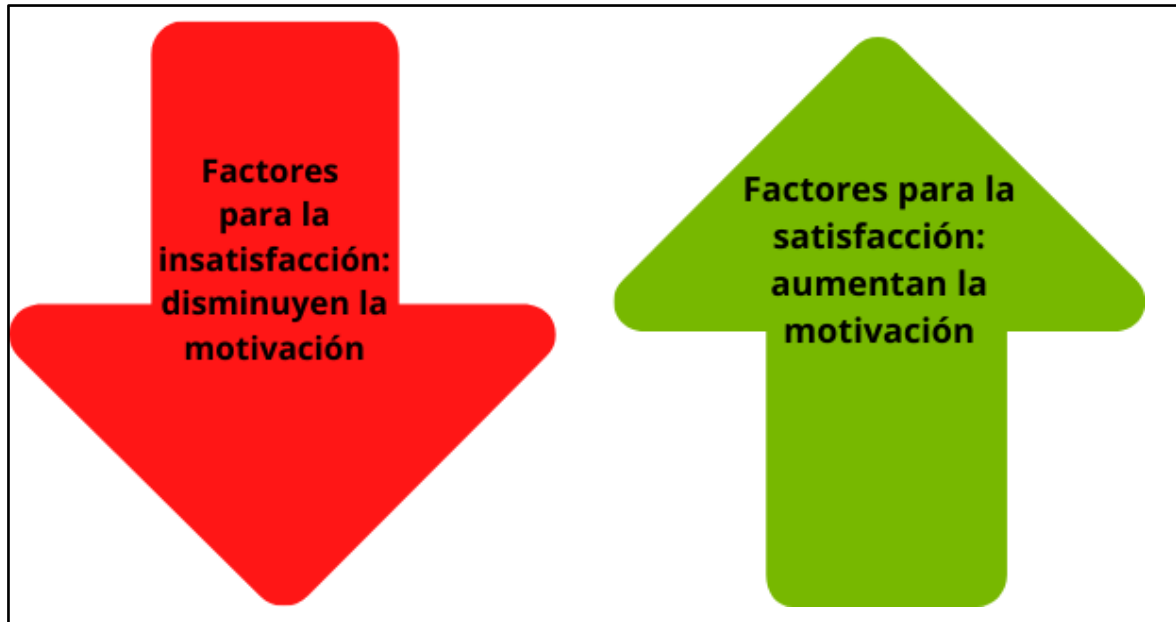 Factores
para la
insatisfacción:
disminuyen la
motivación
Factores para la
satisfacción:
aumentan la
motivación